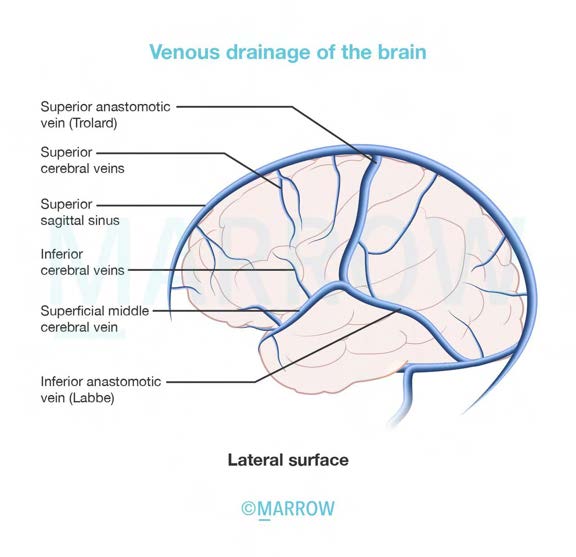 Venous drainage of the brain
Superior anastomotic
vein (Trolard)
Superior
cerebral veins
Superior
sagittal sinus
Inferior
cerebral veins
Superficial middle
cerebral vein
Inferior anastomotic
vein (Labbe)
MARROW
Lateral surface
©MARROW